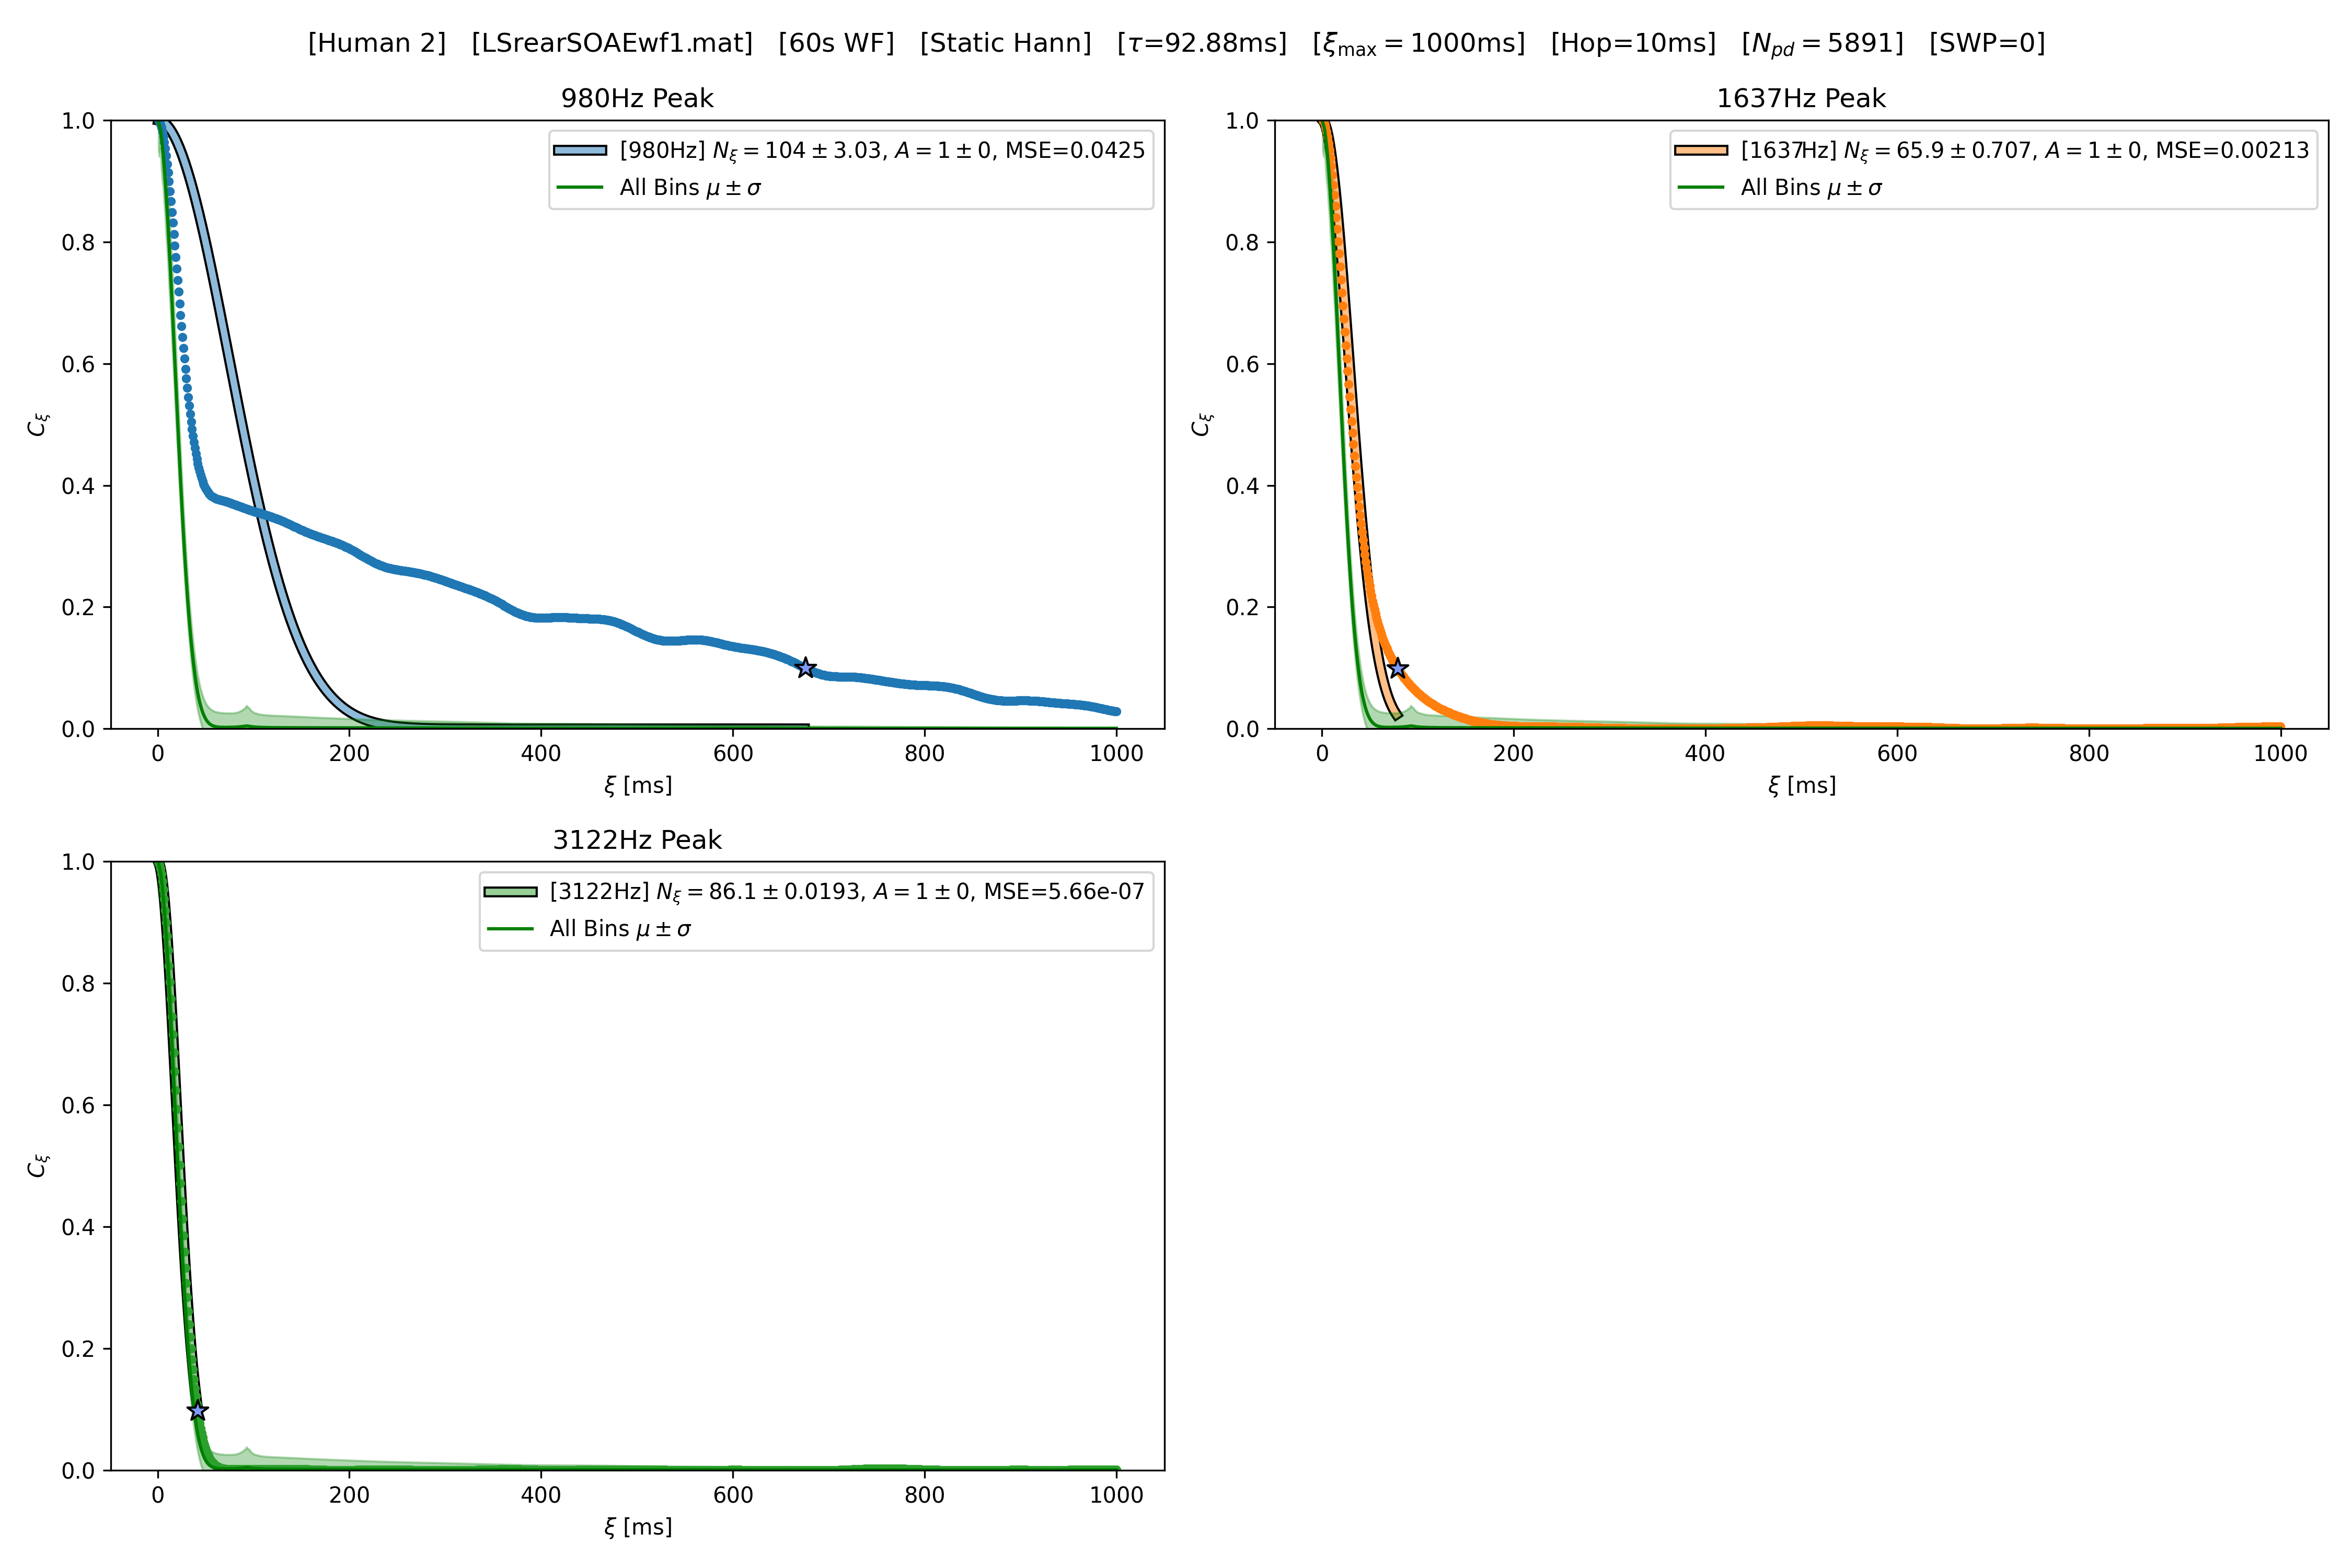 [Human 2] [LSrearSOAEwf1.mat] [60s WF] [Static Hann] [τ=92.88ms] [ξmax = 1000ms] [Hop=10ms] [Npd = 5891] [SWP=0]
980Hz Peak
1.0
0.8
0.6
0.4
0.2
0.0
Cξ
[980Hz] Nξ = 104 ± 3.03, A = 1 ± 0, MSE=0.0425
All Bins μ ± σ
0 200 400 600 800 1000
ξ [ms]
1637Hz Peak
1.0
0.8
0.6
0.4
0.2
0.0
Cξ
[1637Hz] Nξ = 65.9 ± 0.707, A = 1 ± 0, MSE=0.00213
All Bins μ ± σ
0 200 400 600 800 1000
ξ [ms]
3122Hz Peak
1.0
0.8
0.6
0.4
0.2
0.0
Cξ
[3122Hz] Nξ = 86.1 ± 0.0193, A = 1 ± 0, MSE=5.66e-07
All Bins μ ± σ
0 200 400 600 800 1000
ξ [ms]